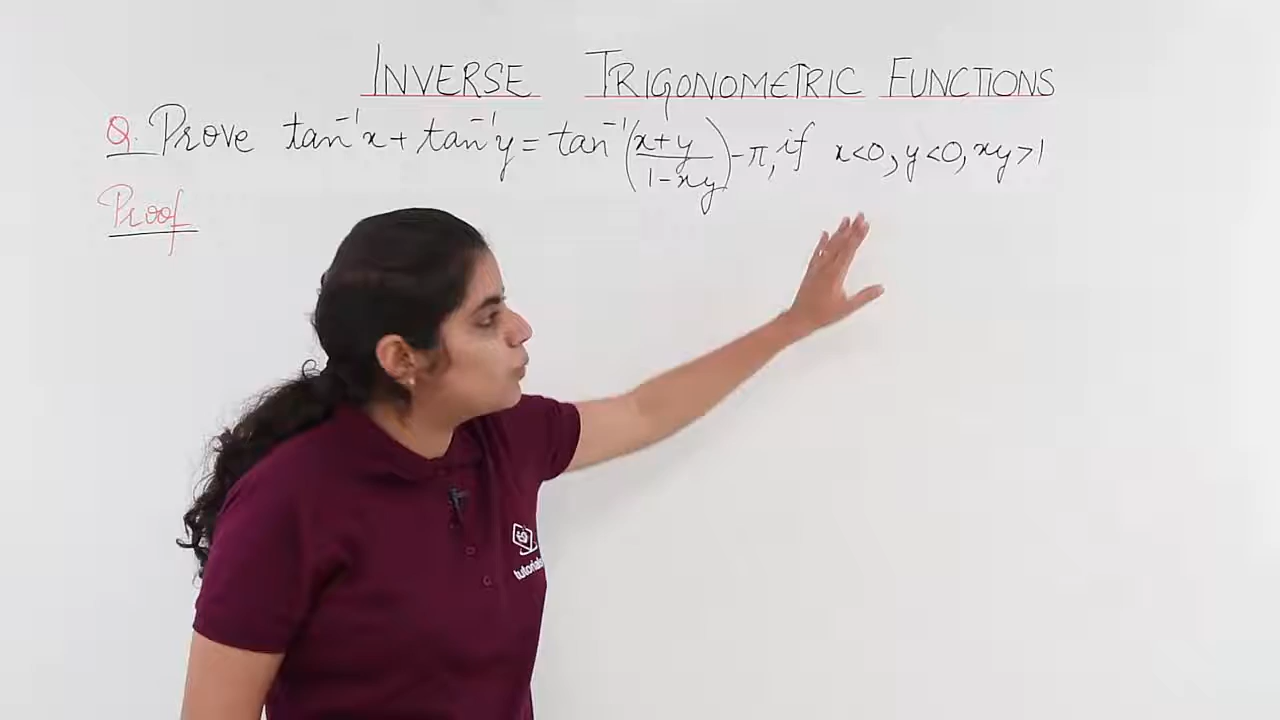 INVERSE TRIGONOMETRIC FUNCTIONS
Q. Prove tan⁻¹x + tan⁻¹y = tan⁻¹((x+y)/(1-xy)) - π, if x<0, y<0, xy>1
Proof